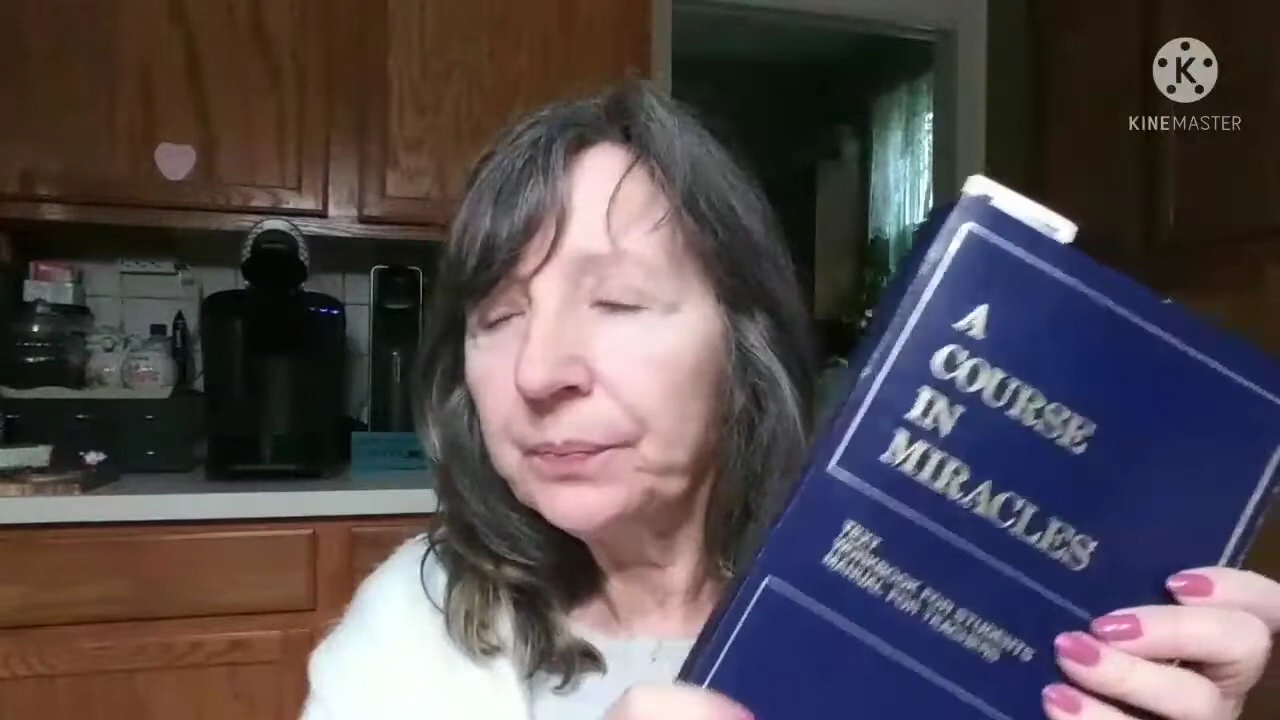 K
KINEMASTER
A
COURSE
IN
MIRACLES
TEXT
WORKBOOK FOR STUDENTS
MANUAL FOR TEACHERS